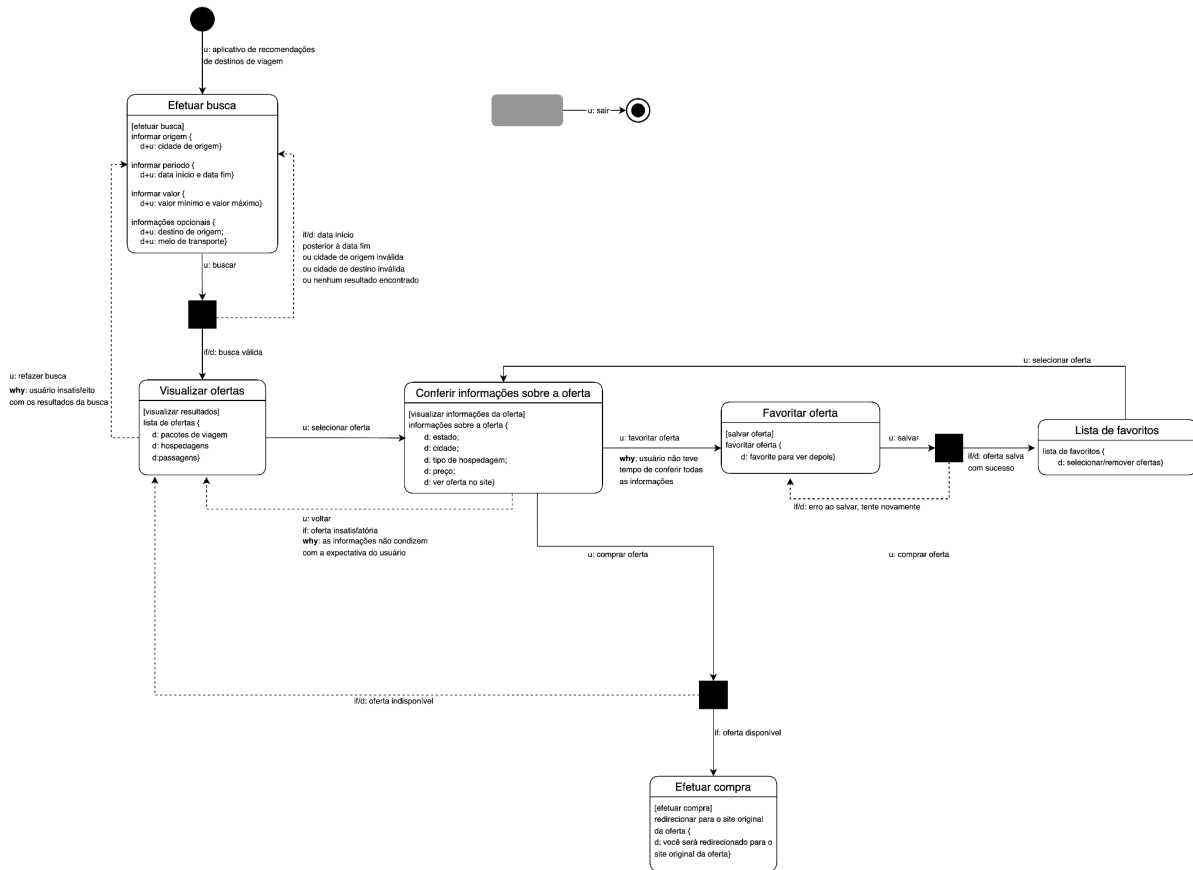 u: aplicativo de recomendações
de destinos de viagem
Efetuar busca
[efetuar busca]
informar origem {
d+u: cidade de origem}
informar periodo {
d+u: data início e data fim}
informar valor {
d+u: valor mínimo e valor máximo}
informações opcionais {
d+u: destino de origem;
d+u: meio de transporte}
u: sair
if/d: data início
posterior à data fim
ou cidade de origem inválida
ou cidade de destino inválida
ou nenhum resultado encontrado
u: buscar
if/d: busca válida
u: refazer busca
why: usuário insatisfeito
com os resultados da busca
Visualizar ofertas
[visualizar resultados]
lista de ofertas {
d: pacotes de viagem
d: hospedagens
d:passagens}
u: selecionar oferta
Conferir informações sobre a oferta
[visualizar informações da oferta]
informações sobre a oferta {
d: estado;
d: cidade;
d: tipo de hospedagem;
d: preço;
d: ver oferta no site}
u: selecionar oferta
u: favoritar oferta
why: usuário não teve
tempo de conferir todas
as informações
Favoritar oferta
[salvar oferta]
favoritar oferta {
d: favorite para ver depois}
u: salvar
if/d: oferta salva
com sucesso
Lista de favoritos
lista de favoritos {
d: selecionar/remover ofertas}
if/d: erro ao salvar, tente novamente
u: voltar
if: oferta insatisfatória
why: as informações não condizem
com a expectativa do usuário
u: comprar oferta
u: comprar oferta
if/d: oferta indisponível
if: oferta disponível
Efetuar compra
[efetuar compra]
redirecionar para o site original
da oferta {
d: você será redirecionado para o
site original da oferta}